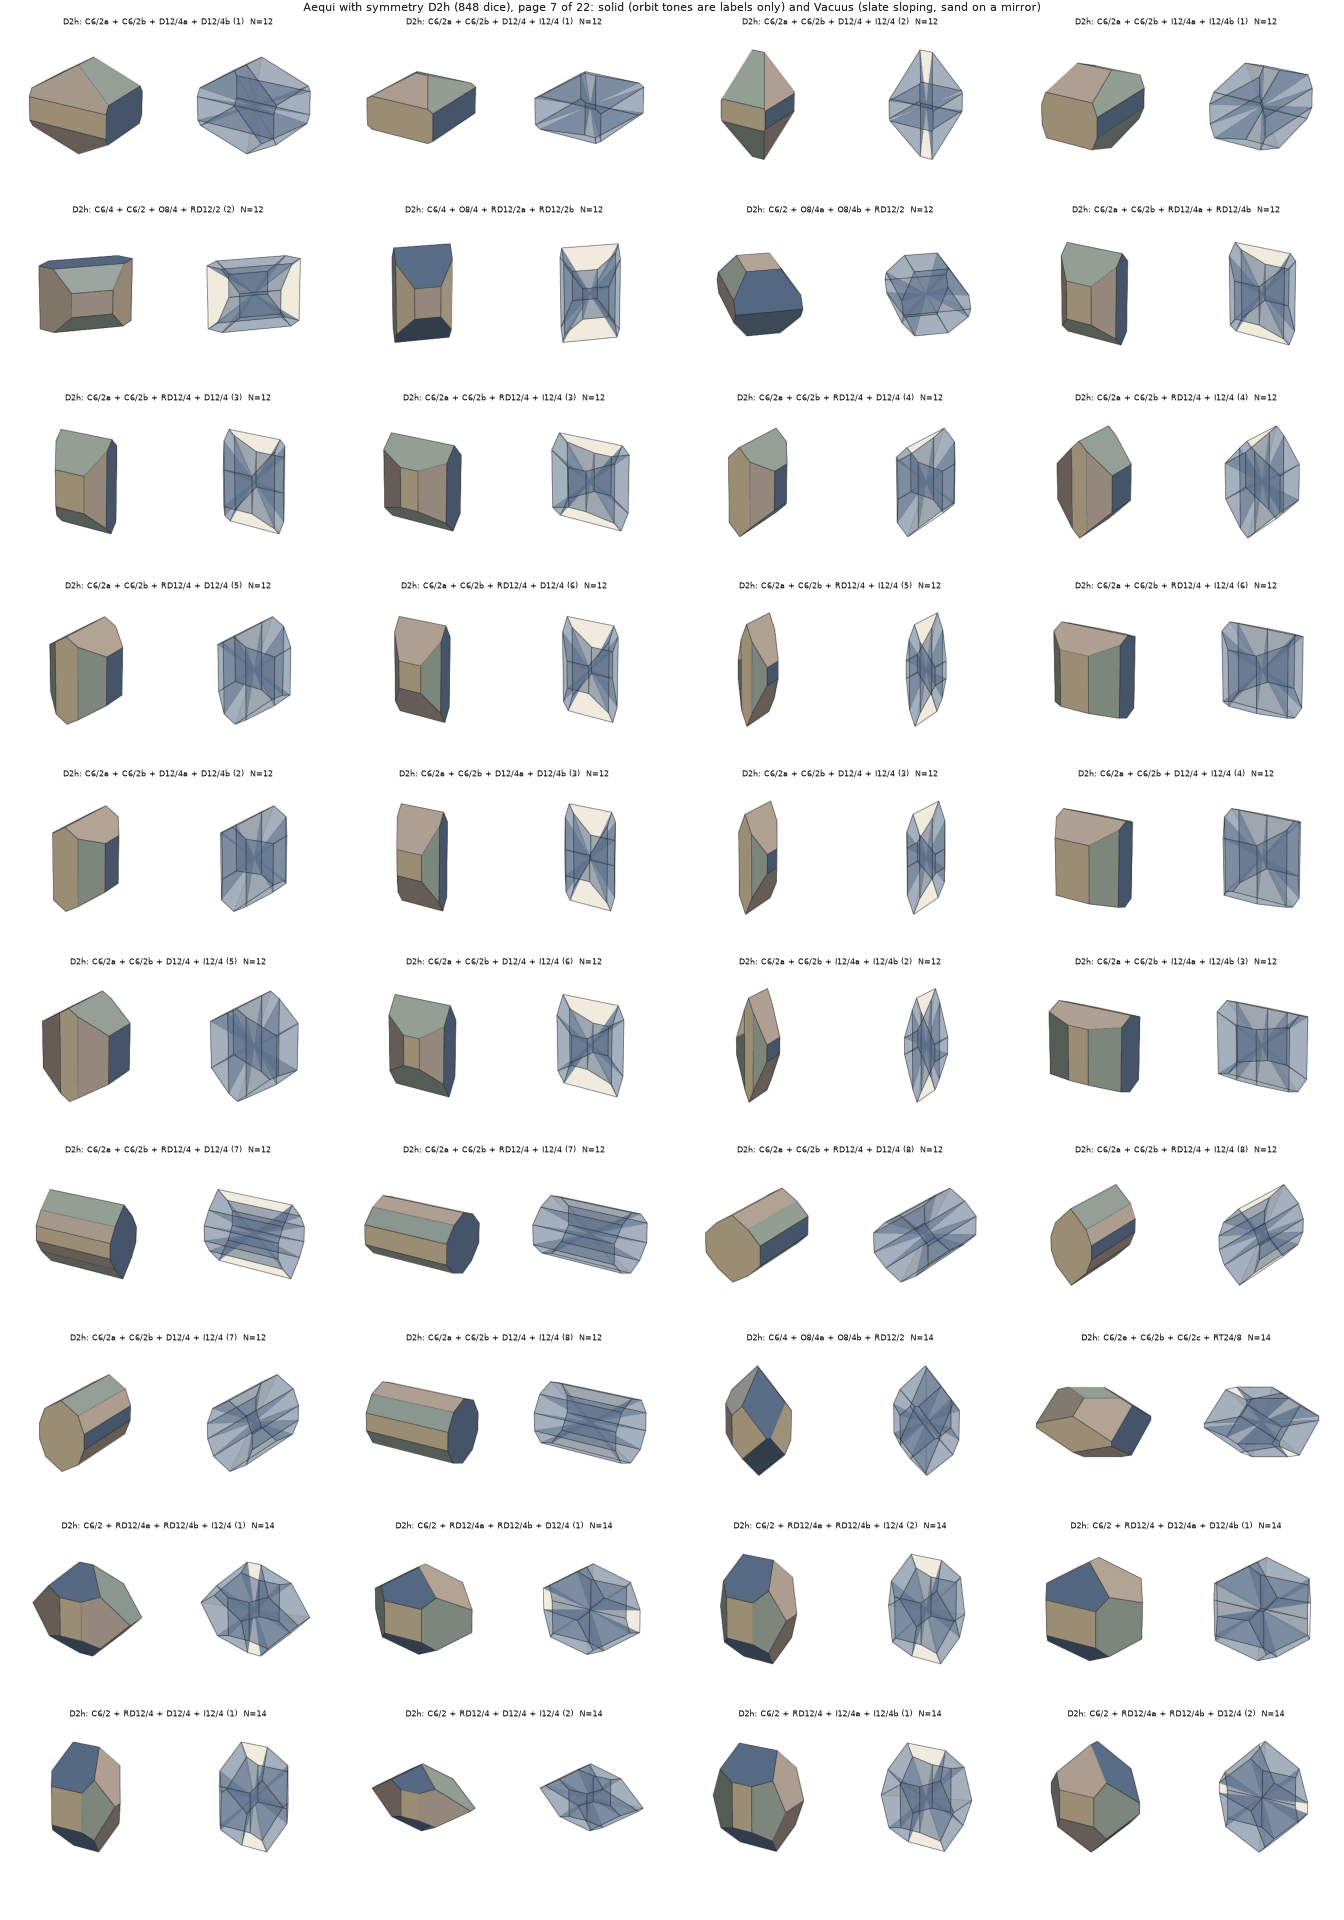 Aequi with symmetry D2h (848 dice), page 7 of 22: solid (orbit tones are labels only) and Vacuus (slate sloping, sand on a mirror)
D2h: C6/2a + C6/2b + D12/4a + D12/4b (1)  N=12
D2h: C6/2a + C6/2b + D12/4 + I12/4 (1)  N=12
D2h: C6/2a + C6/2b + D12/4 + I12/4 (2)  N=12
D2h: C6/2a + C6/2b + I12/4a + I12/4b (1)  N=12
D2h: C6/4 + C6/2 + O8/4 + RD12/2 (2)  N=12
D2h: C6/4 + O8/4 + RD12/2a + RD12/2b  N=12
D2h: C6/2 + O8/4a + O8/4b + RD12/2  N=12
D2h: C6/2a + C6/2b + RD12/4a + RD12/4b  N=12
D2h: C6/2a + C6/2b + RD12/4 + D12/4 (3)  N=12
D2h: C6/2a + C6/2b + RD12/4 + I12/4 (3)  N=12
D2h: C6/2a + C6/2b + RD12/4 + D12/4 (4)  N=12
D2h: C6/2a + C6/2b + RD12/4 + I12/4 (4)  N=12
D2h: C6/2a + C6/2b + RD12/4 + D12/4 (5)  N=12
D2h: C6/2a + C6/2b + RD12/4 + D12/4 (6)  N=12
D2h: C6/2a + C6/2b + RD12/4 + I12/4 (5)  N=12
D2h: C6/2a + C6/2b + RD12/4 + I12/4 (6)  N=12
D2h: C6/2a + C6/2b + D12/4a + D12/4b (2)  N=12
D2h: C6/2a + C6/2b + D12/4a + D12/4b (3)  N=12
D2h: C6/2a + C6/2b + D12/4 + I12/4 (3)  N=12
D2h: C6/2a + C6/2b + D12/4 + I12/4 (4)  N=12
D2h: C6/2a + C6/2b + D12/4 + I12/4 (5)  N=12
D2h: C6/2a + C6/2b + D12/4 + I12/4 (6)  N=12
D2h: C6/2a + C6/2b + I12/4a + I12/4b (2)  N=12
D2h: C6/2a + C6/2b + I12/4a + I12/4b (3)  N=12
D2h: C6/2a + C6/2b + RD12/4 + D12/4 (7)  N=12
D2h: C6/2a + C6/2b + RD12/4 + I12/4 (7)  N=12
D2h: C6/2a + C6/2b + RD12/4 + D12/4 (8)  N=12
D2h: C6/2a + C6/2b + RD12/4 + I12/4 (8)  N=12
D2h: C6/2a + C6/2b + D12/4 + I12/4 (7)  N=12
D2h: C6/2a + C6/2b + D12/4 + I12/4 (8)  N=12
D2h: C6/4 + O8/4a + O8/4b + RD12/2  N=14
D2h: C6/2a + C6/2b + C6/2c + RT24/8  N=14
D2h: C6/2 + RD12/4a + RD12/4b + I12/4 (1)  N=14
D2h: C6/2 + RD12/4a + RD12/4b + D12/4 (1)  N=14
D2h: C6/2 + RD12/4a + RD12/4b + I12/4 (2)  N=14
D2h: C6/2 + RD12/4 + D12/4a + D12/4b (1)  N=14
D2h: C6/2 + RD12/4 + D12/4 + I12/4 (1)  N=14
D2h: C6/2 + RD12/4 + D12/4 + I12/4 (2)  N=14
D2h: C6/2 + RD12/4 + I12/4a + I12/4b (1)  N=14
D2h: C6/2 + RD12/4a + RD12/4b + D12/4 (2)  N=14